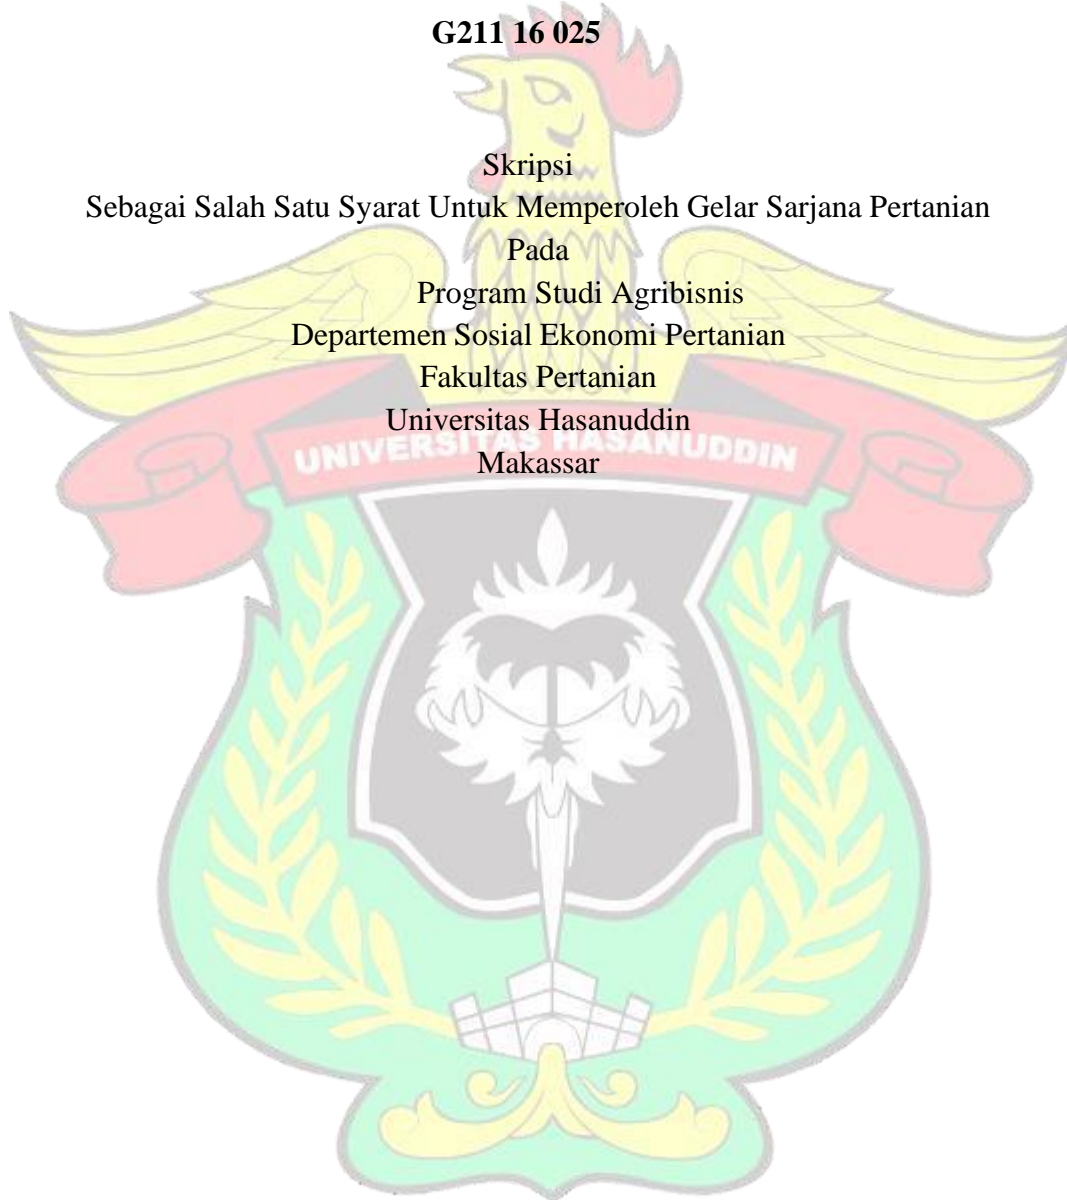 G211 16 025
Skripsi
Sebagai Salah Satu Syarat Untuk Memperoleh Gelar Sarjana Pertanian
Pada
Program Studi Agribisnis
Departemen Sosial Ekonomi Pertanian
Fakultas Pertanian
Universitas Hasanuddin
UNIVERSITAS HASANUDDIN
Makassar